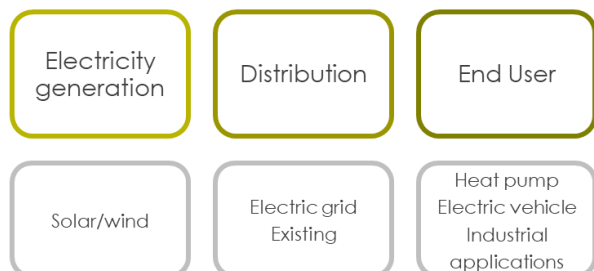 Electricity
generation
Distribution
End User
Solar/wind
Electric grid
Existing
Heat pump
Electric vehicle
Industrial
applications